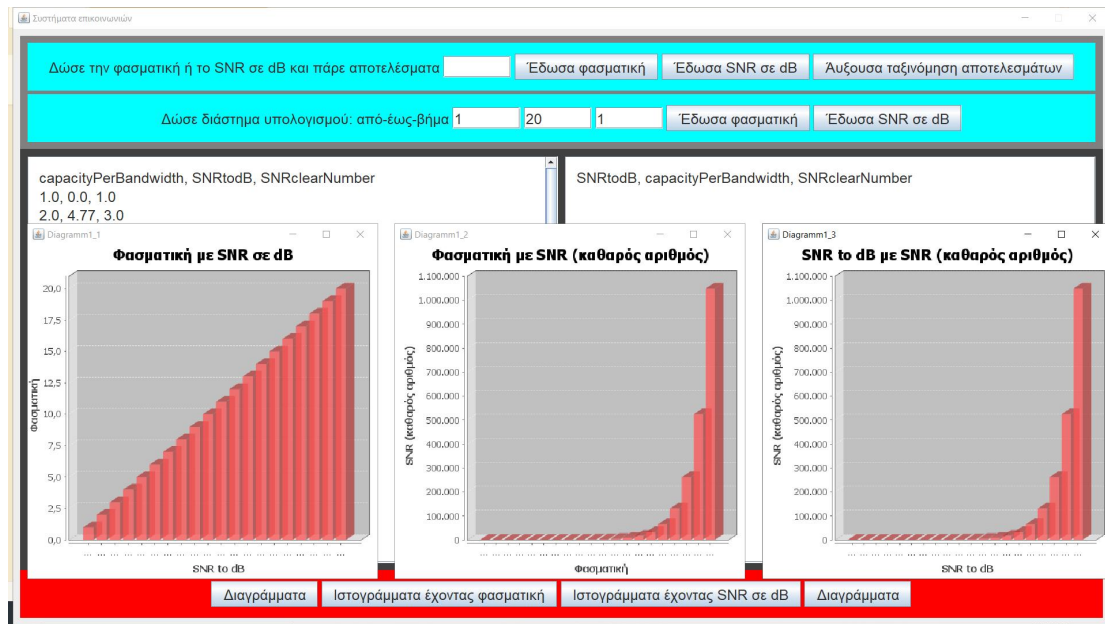 Συστήματα επικοινωνιών
Δώσε την φασματική ή το SNR σε dB και πάρε αποτελέσματα Έδωσα φασματική Έδωσα SNR σε dB Άυξουσα ταξινόμηση αποτελεσμάτων
Δώσε διάστημα υπολογισμού: από-έως-βήμα 1 20 1 Έδωσα φασματική Έδωσα SNR σε dB
capacityPerBandwidth, SNRtodB, SNRclearNumber
1.0, 0.0, 1.0
2.0, 4.77, 3.0
SNRtodB, capacityPerBandwidth, SNRclearNumber
Diagramm1_1
Φασματική με SNR σε dB
Φασματική
20,0
17,5
15,0
12,5
10,0
7,5
5,0
2,5
0,0
... ... ... ... ... ... ... ... ... ... ... ... ... ... ... ... ... ... ... ...
SNR to dB
Diagramm1_2
Φασματική με SNR (καθαρός αριθμός)
SNR (καθαρός αριθμός)
1.100.000
1.000.000
900.000
800.000
700.000
600.000
500.000
400.000
300.000
200.000
100.000
0
... ... ... ... ... ... ... ... ... ... ... ... ... ... ... ... ... ... ... ...
Φασματική
Diagramm1_3
SNR to dB με SNR (καθαρός αριθμός)
SNR (καθαρός αριθμός)
1.100.000
1.000.000
900.000
800.000
700.000
600.000
500.000
400.000
300.000
200.000
100.000
0
... ... ... ... ... ... ... ... ... ... ... ... ... ... ... ... ... ... ... ...
SNR to dB
Διαγράμματα Ιστογράμματα έχοντας φασματική Ιστογράμματα έχοντας SNR σε dB Διαγράμματα